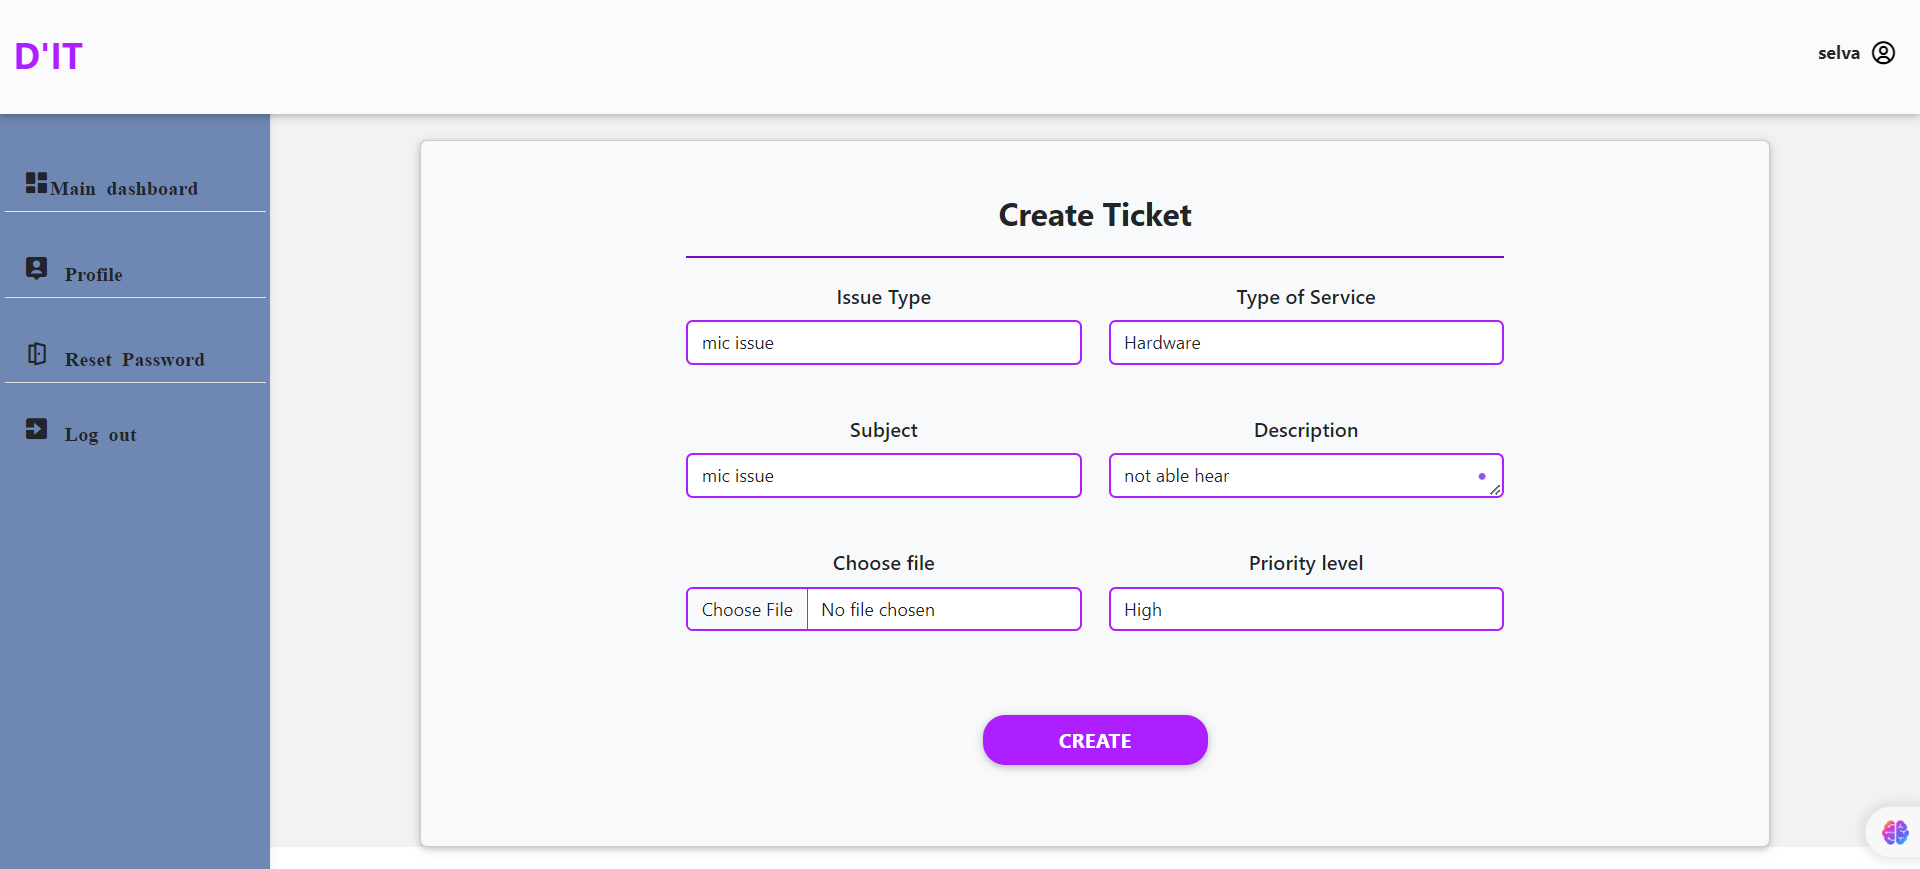 D'IT
selva
Main dashboard
Profile
Reset Password
Log out
Create Ticket
Issue Type
Type of Service
mic issue
Hardware
Subject
Description
mic issue
not able hear
Choose file
Priority level
Choose File No file chosen
High
CREATE